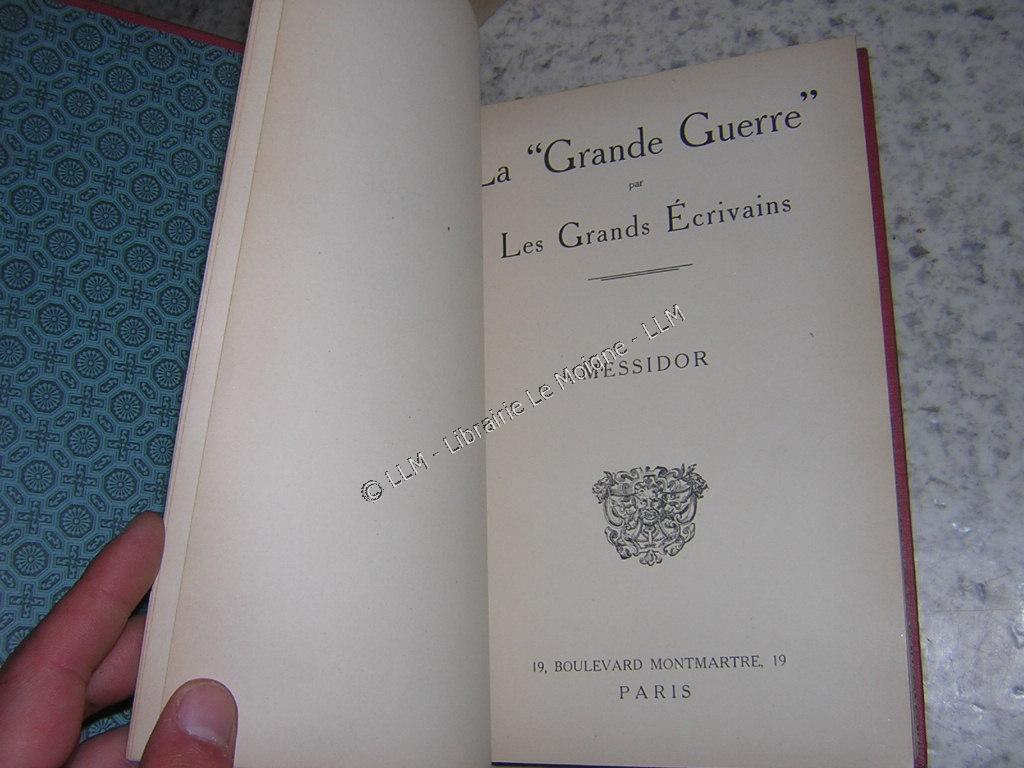 La “Grande Guerre”
par
Les Grands Écrivains
MESSIDOR
© LLM - Librairie Le Moigne - LLM
19, BOULEVARD MONTMARTRE, 19
PARIS